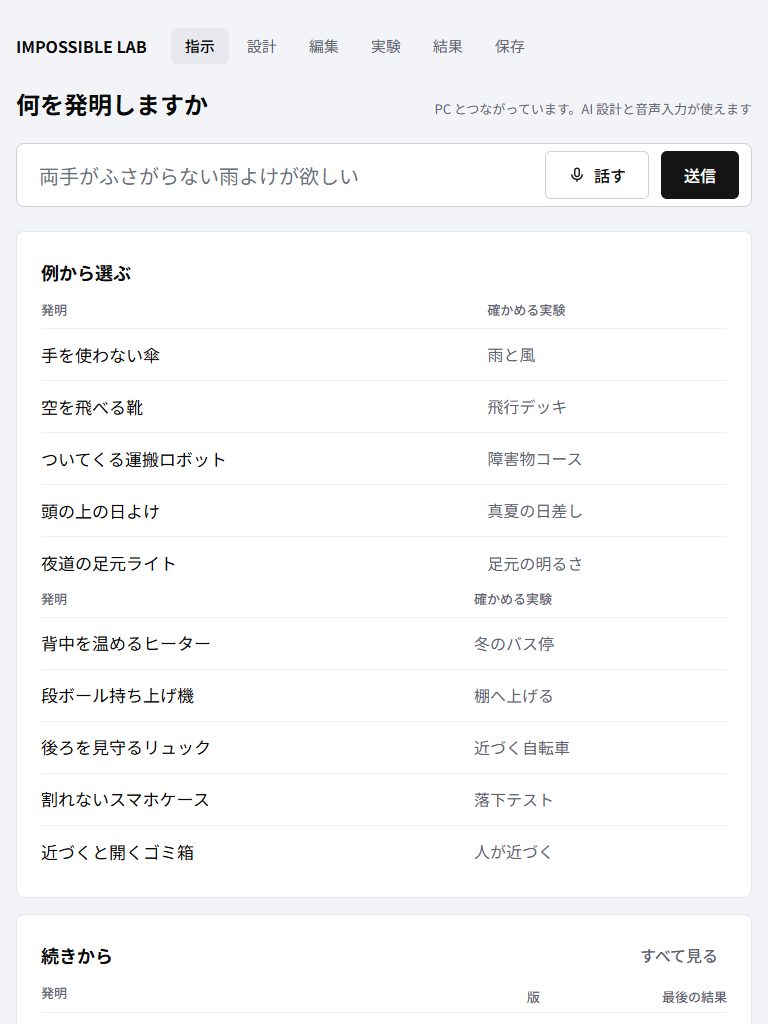 IMPOSSIBLE LAB 指示 設計 編集 実験 結果 保存
何を発明しますか
PC とつながっています。AI 設計と音声入力が使えます
両手がふさがらない雨よけが欲しい 話す 送信
例から選ぶ
発明 確かめる実験
手を使わない傘 雨と風
空を飛べる靴 飛行デッキ
ついてくる運搬ロボット 障害物コース
頭の上の日よけ 真夏の日差し
夜道の足元ライト 足元の明るさ
発明 確かめる実験
背中を温めるヒーター 冬のバス停
段ボール持ち上げ機 棚へ上げる
後ろを見守るリュック 近づく自転車
割れないスマホケース 落下テスト
近づくと開くゴミ箱 人が近づく
続きから すべて見る
発明 版 最後の結果